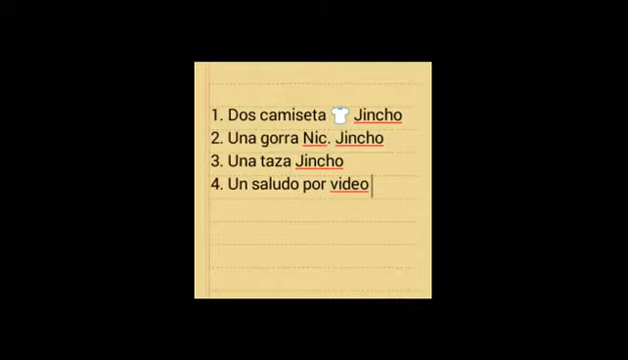 1. Dos camiseta 👕 Jincho
2. Una gorra Nic. Jincho
3. Una taza Jincho
4. Un saludo por video